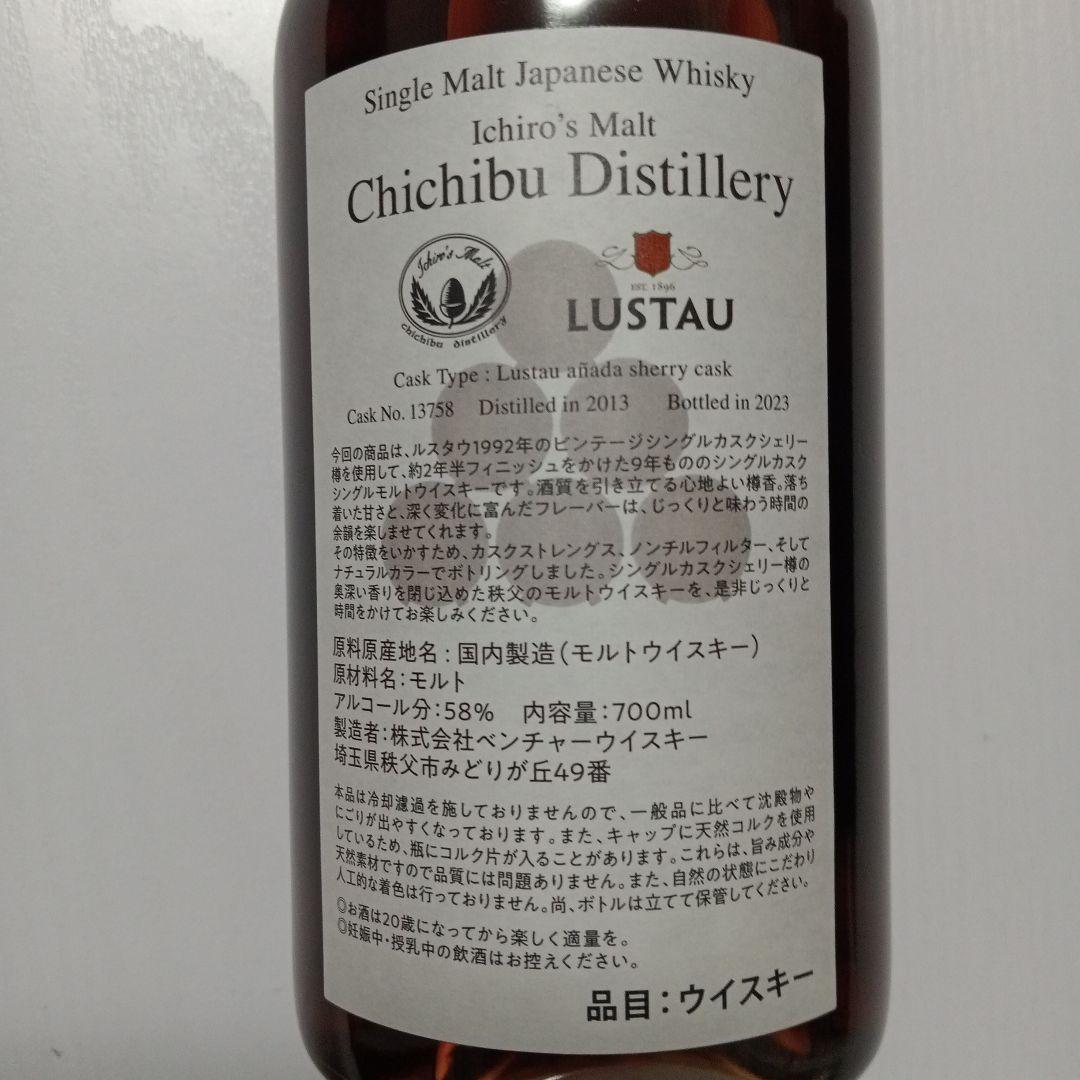 Single Malt Japanese Whisky
Ichiro's Malt
Chichibu Distillery
Ichiro's Malt
chichibu distillery
EST. 1896
LUSTAU
Cask Type : Lustau añada sherry cask
Cask No. 13758 Distilled in 2013 Bottled in 2023
今回の商品は、ルスタウ1992年のビンテージシングルカスクシェリー
樽を使用して、約2年半フィニッシュをかけた9年もののシングルカスク
シングルモルトウイスキーです。酒質を引き立てる心地よい樽香。落ち
着いた甘さと、深く変化に富んだフレーバーは、じっくりと味わう時間の
余韻を楽しませてくれます。
その特徴をいかすため、カスクストレングス、ノンチルフィルター、そして
ナチュラルカラーでボトリングしました。シングルカスクシェリー樽の
奥深い香りを閉じ込めた秩父のモルトウイスキーを、是非じっくりと
時間をかけてお楽しみください。
原料原産地名：国内製造（モルトウイスキー）
原材料名：モルト
アルコール分：58% 内容量：700ml
製造者：株式会社ベンチャーウイスキー
埼玉県秩父市みどりが丘49番
本品は冷却濾過を施しておりませんので、一般品に比べて沈殿物や
にごりが出やすくなっております。また、キャップに天然コルクを使用
しているため、瓶にコルク片が入ることがあります。これらは、旨み成分や
天然素材ですので品質には問題ありません。また、自然の状態にこだわり
人工的な着色は行っておりません。尚、ボトルは立てて保管してください。
◎お酒は20歳になってから楽しく適量を。
◎妊娠中・授乳中の飲酒はお控えください。
品目：ウイスキー